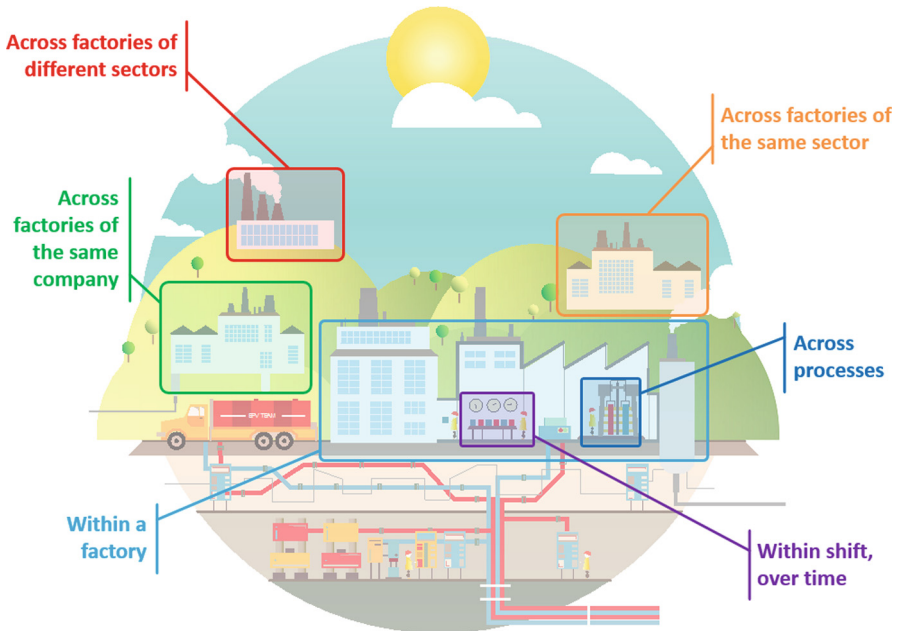 Across factories of
different sectors
Across factories of
the same sector
Across
factories of
the same
company
Across
processes
Within a
factory
Within shift,
over time